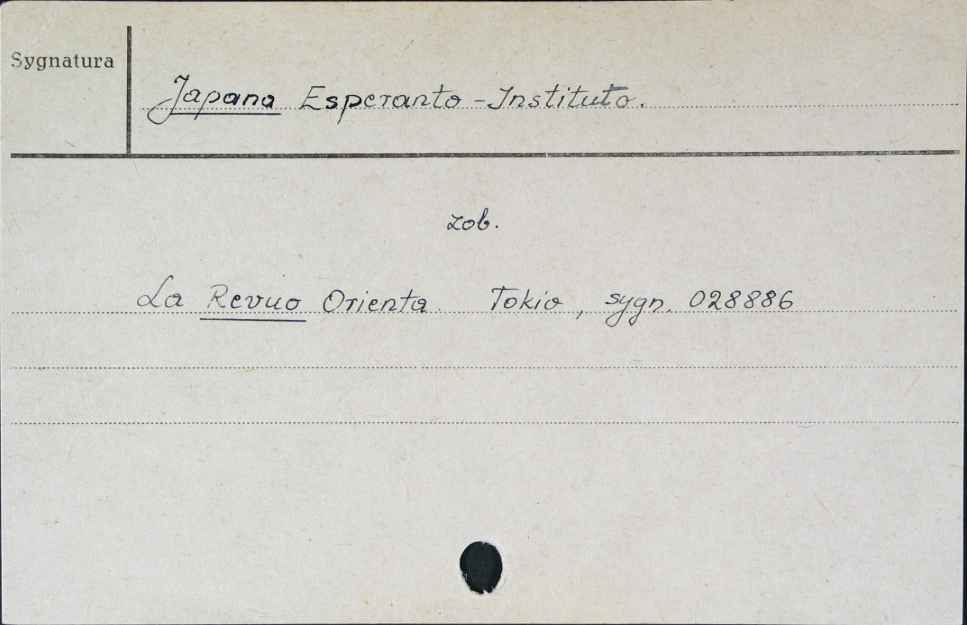 Sygnatura
Japana Esperanto-Instituto.
zob.
La Revuo Orienta. Tokio, sygn. 028886